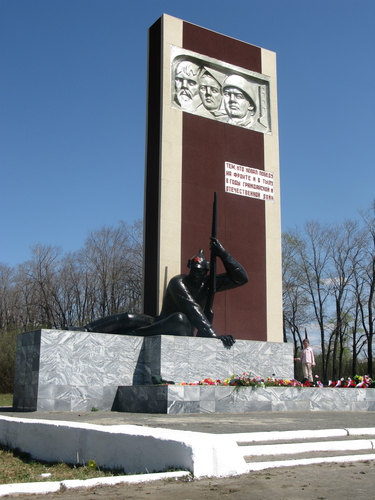 ТЕМ, КТО КОВАЛ ПОБЕДУ
НА ФРОНТЕ И В ТЫЛУ
В ГОДЫ ГРАЖДАНСКОЙ И
ОТЕЧЕСТВЕННОЙ ВОЙН